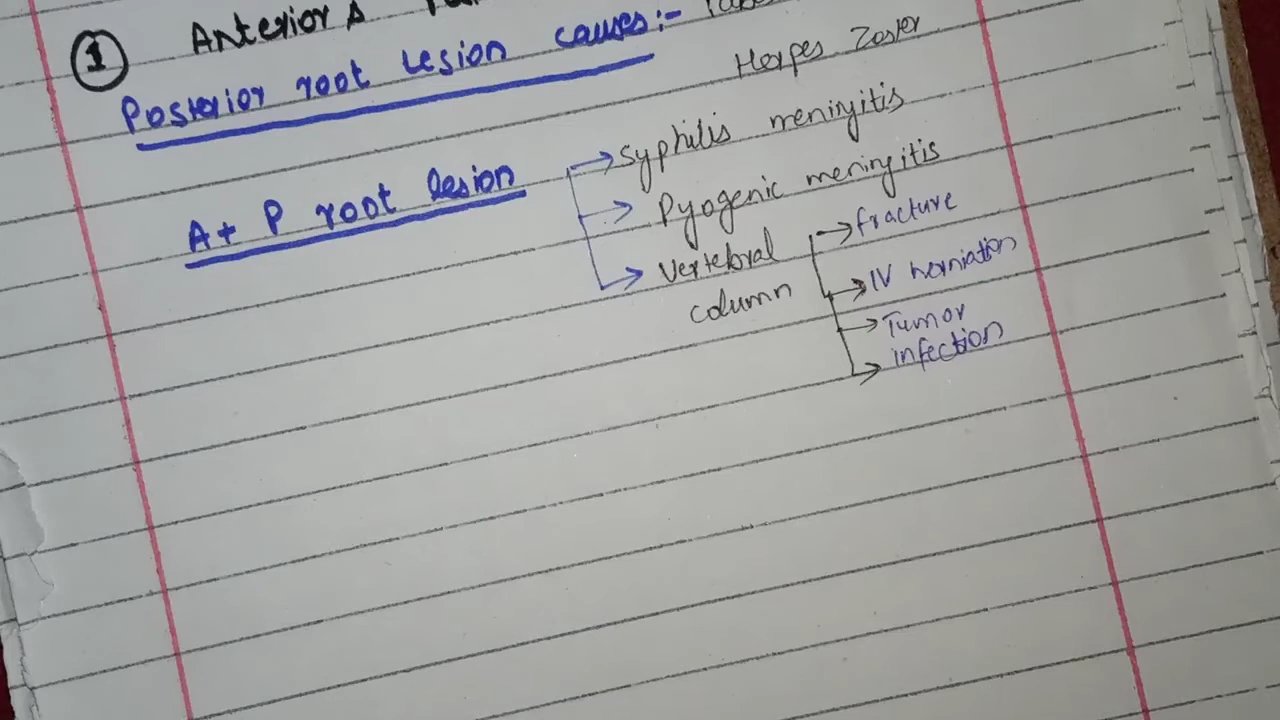 1 Anterior
Posterior root lesion causes:-
Herpes Zoster
A+ P root lesion
Syphilis meningitis
Pyogenic meningitis
Vertebral
column
fracture
IV herniation
Tumor
infection